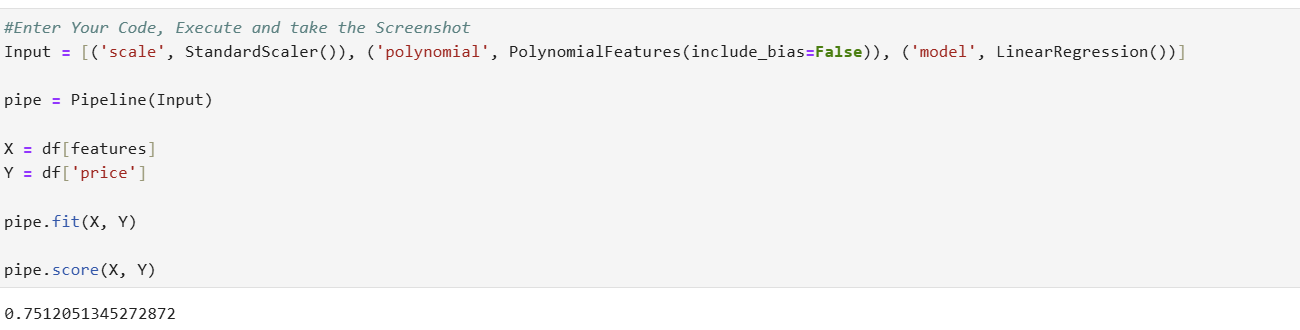 #Enter Your Code, Execute and take the Screenshot
Input = [('scale', StandardScaler()), ('polynomial', PolynomialFeatures(include_bias=False)), ('model', LinearRegression())]
pipe = Pipeline(Input)
X = df[features]
Y = df['price']
pipe.fit(X, Y)
pipe.score(X, Y)
0.7512051345272872